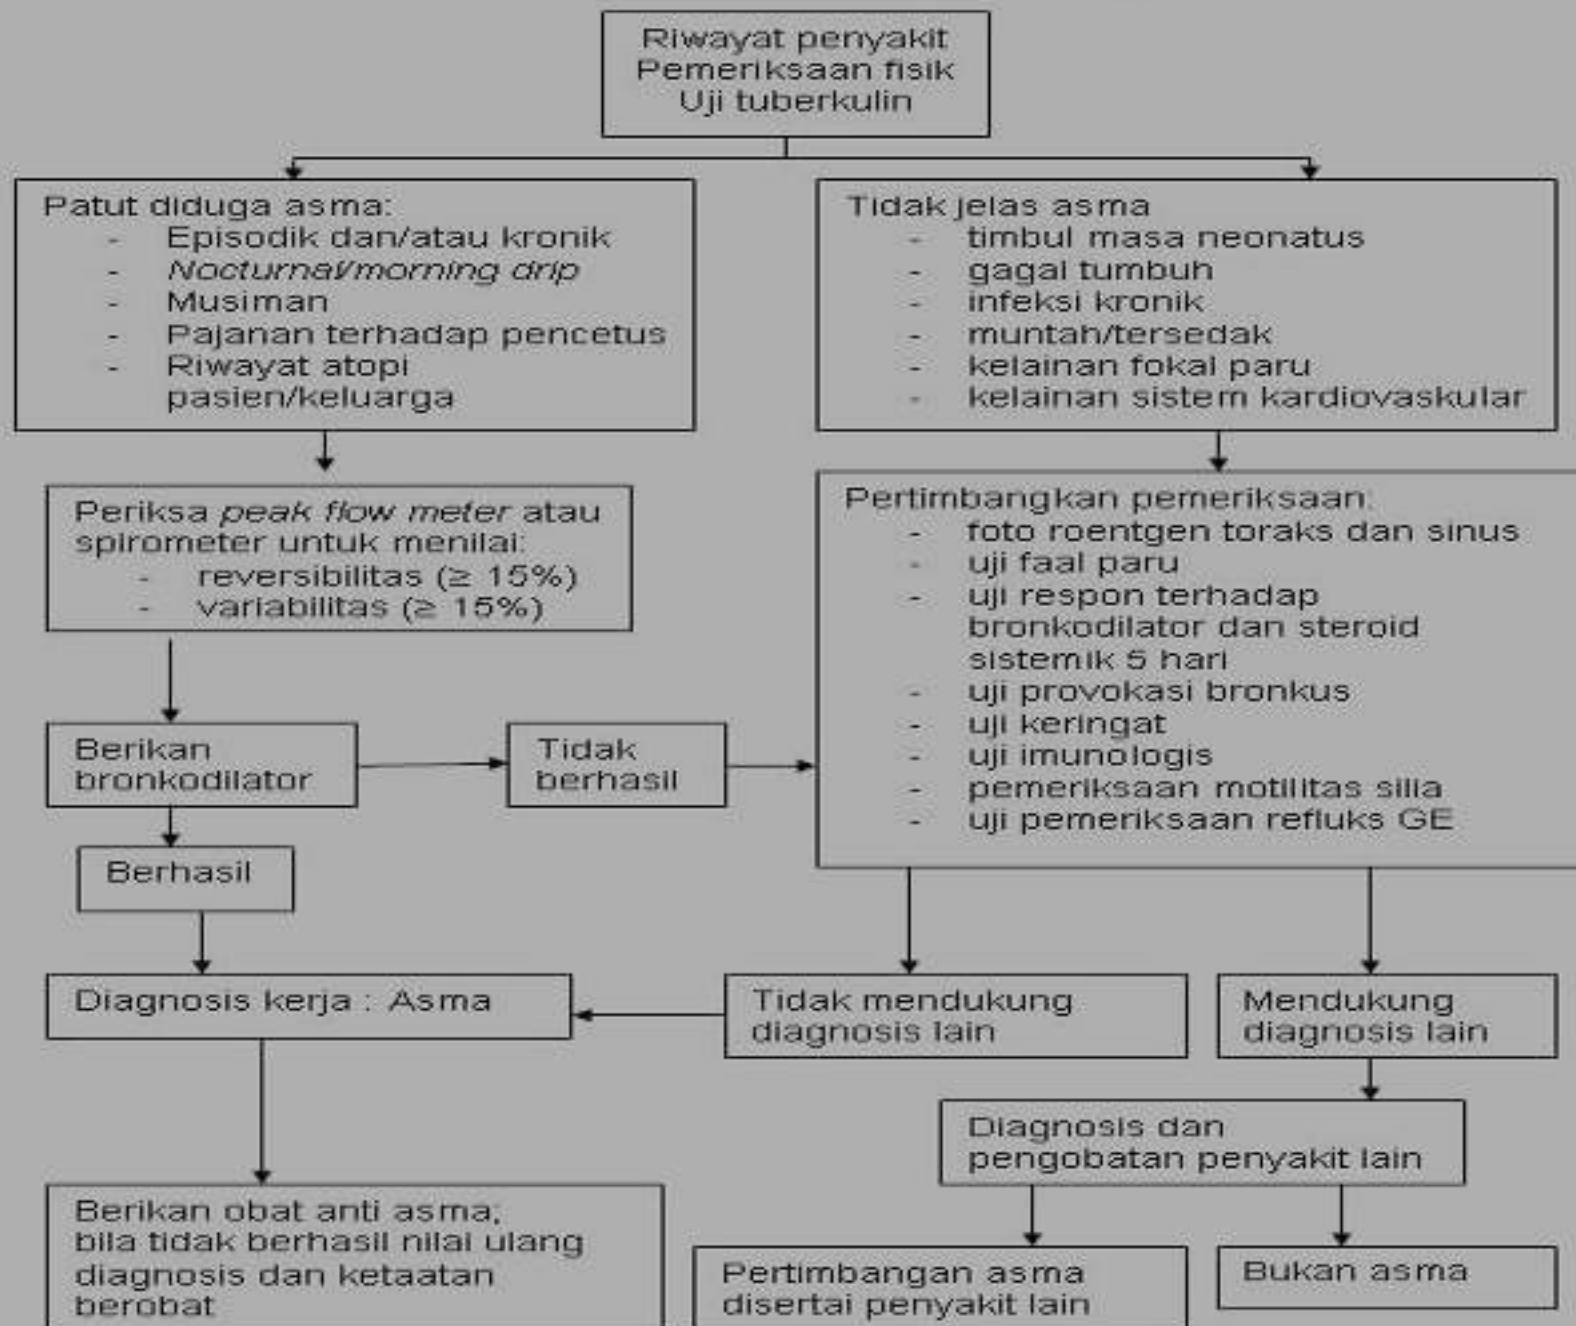 Riwayat penyakit
Pemeriksaan fisik
Uji tuberkulin
Patut diduga asma:
- Episodik dan/atau kronik
- Nocturnal/morning drip
- Musiman
- Pajanan terhadap pencetus
- Riwayat atopi
pasien/keluarga
Tidak jelas asma
- timbul masa neonatus
- gagal tumbuh
- infeksi kronik
- muntah/tersedak
- kelainan fokal paru
- kelainan sistem kardiovaskular
Periksa peak flow meter atau
spirometer untuk menilai:
- reversibilitas (≥ 15%)
- variabilitas (≥ 15%)
Pertimbangkan pemeriksaan:
- foto roentgen toraks dan sinus
- uji faal paru
- uji respon terhadap
bronkodilator dan steroid
sistemik 5 hari
- uji provokasi bronkus
- uji keringat
- uji imunologis
- pemeriksaan motilitas silia
- uji pemeriksaan refluks GE
Berikan
bronkodilator
Tidak
berhasil
Berhasil
Diagnosis kerja : Asma
Tidak mendukung
diagnosis lain
Mendukung
diagnosis lain
Diagnosis dan
pengobatan penyakit lain
Berikan obat anti asma;
bila tidak berhasil nilai ulang
diagnosis dan ketaatan
berobat
Pertimbangan asma
disertai penyakit lain
Bukan asma